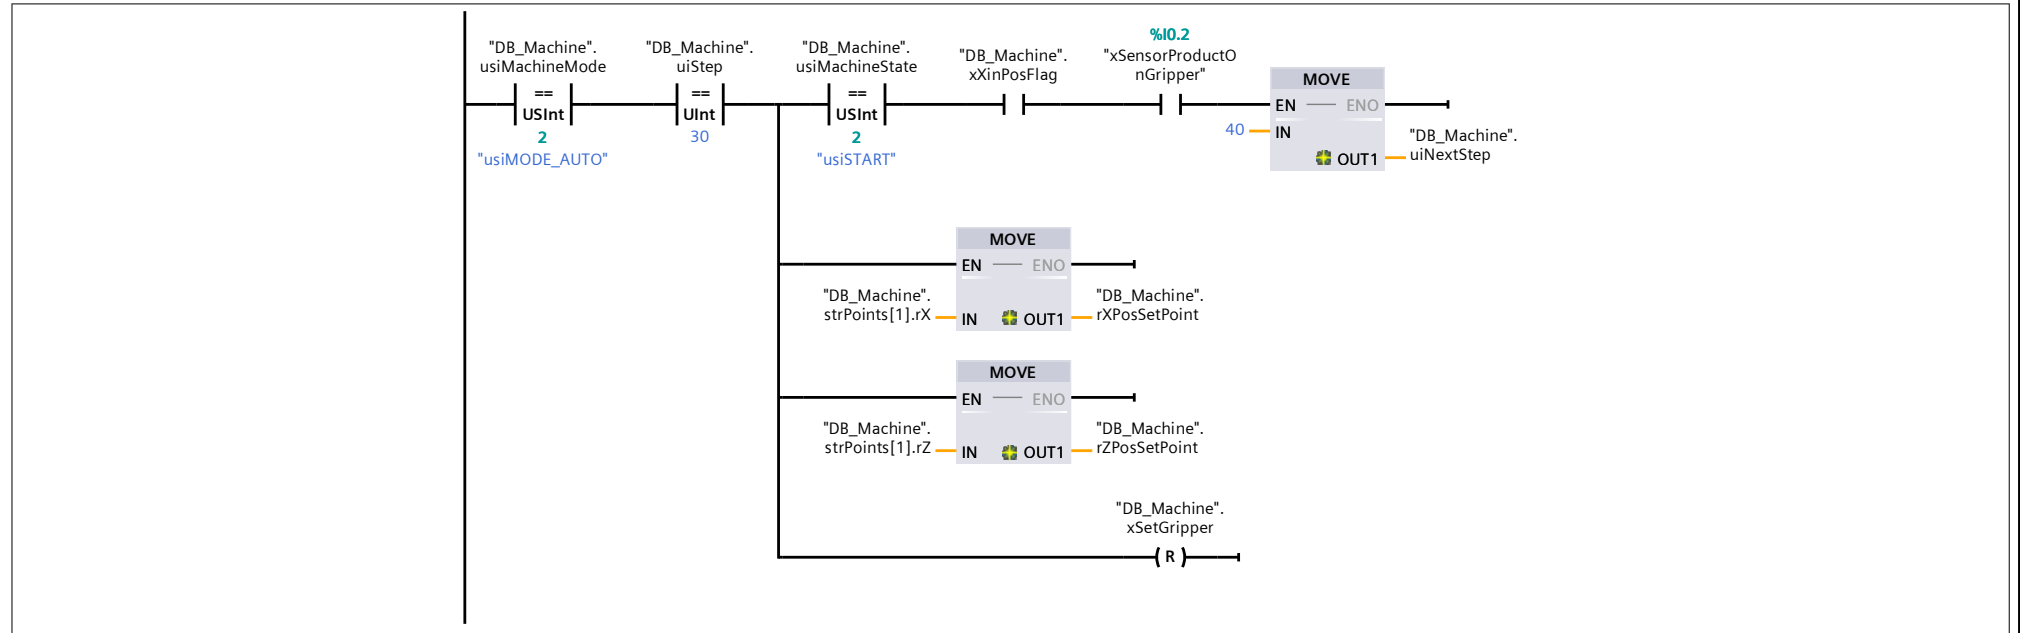 %I0.2
"DB_Machine".
usiMachineMode
"DB_Machine".
uiStep
"DB_Machine".
usiMachineState
"DB_Machine".
xXinPosFlag
"xSensorProductO
nGripper"
==
USInt
2
"usiMODE_AUTO"
==
UInt
30
==
USInt
2
"usiSTART"
MOVE
EN
ENO
40
IN
OUT1
"DB_Machine".
uiNextStep
MOVE
EN
ENO
"DB_Machine".
strPoints[1].rX
IN
OUT1
"DB_Machine".
rXPosSetPoint
MOVE
EN
ENO
"DB_Machine".
strPoints[1].rZ
IN
OUT1
"DB_Machine".
rZPosSetPoint
"DB_Machine".
xSetGripper
R